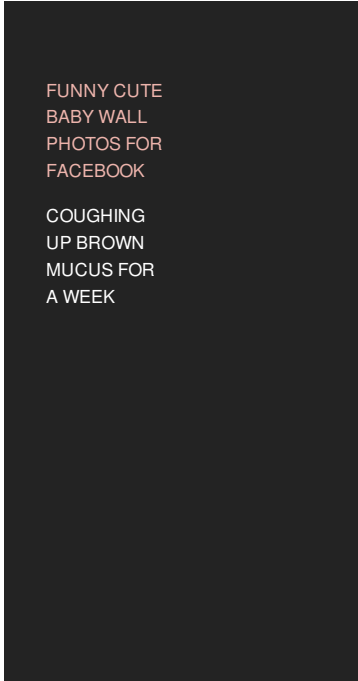 FUNNY CUTE
BABY WALL
PHOTOS FOR
FACEBOOK
COUGHING
UP BROWN
MUCUS FOR
A WEEK